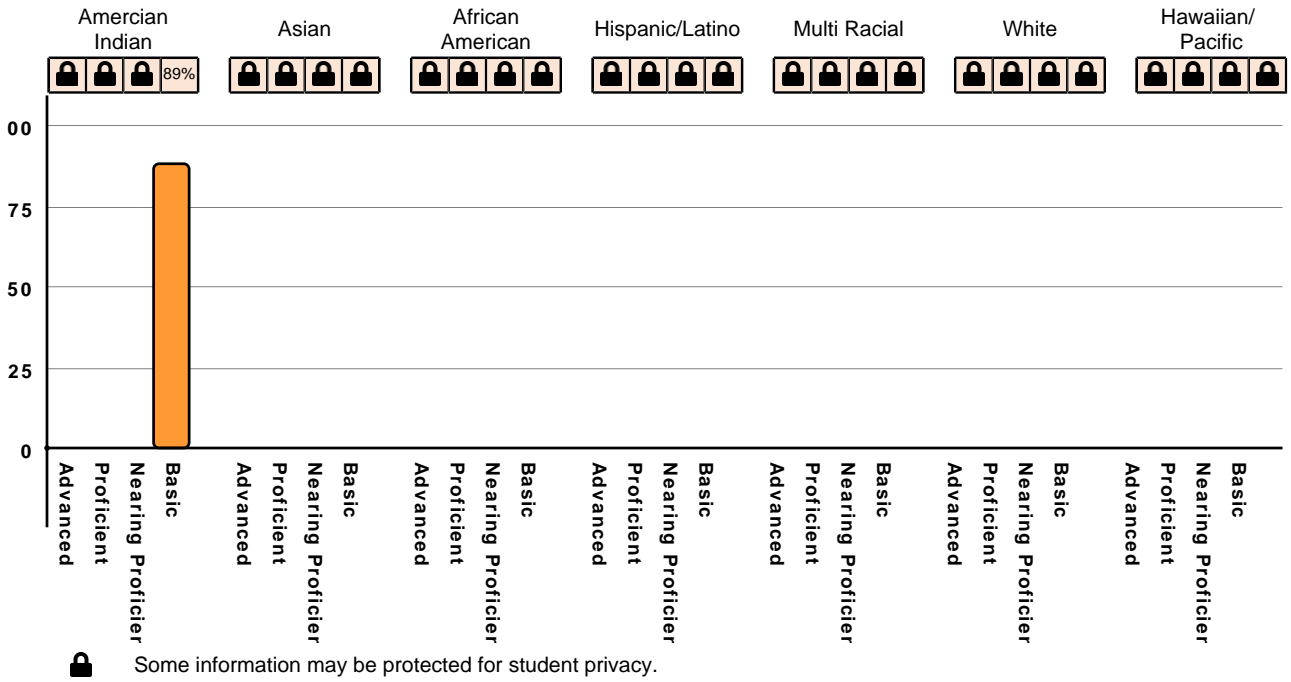 Amercian
Indian
Asian
African
American
Hispanic/Latino
Multi Racial
White
Hawaiian/
Pacific
89%
00
75
50
25
0
Advanced
Proficient
Nearing Proficier
Basic
Advanced
Proficient
Nearing Proficier
Basic
Advanced
Proficient
Nearing Proficier
Basic
Advanced
Proficient
Nearing Proficier
Basic
Advanced
Proficient
Nearing Proficier
Basic
Advanced
Proficient
Nearing Proficier
Basic
Advanced
Proficient
Nearing Proficier
Basic
Some information may be protected for student privacy.